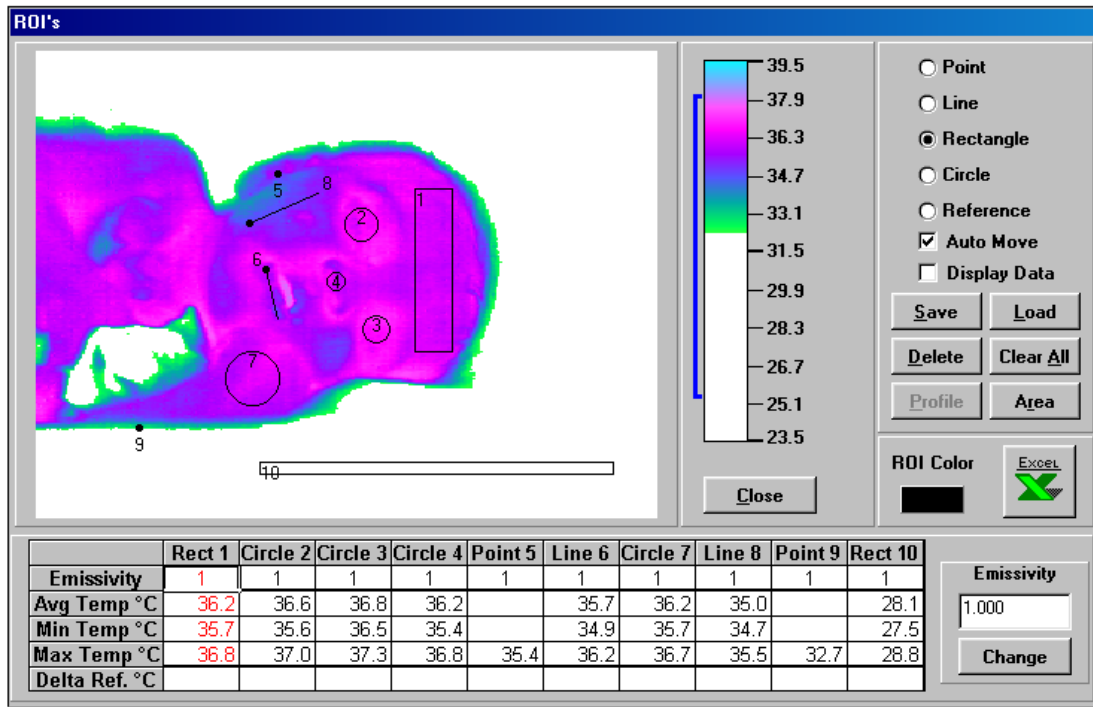 ROI's
1
2
3
4
5
6
7
8
9
10
39.5
37.9
36.3
34.7
33.1
31.5
29.9
28.3
26.7
25.1
23.5
Close
Point
Line
Rectangle
Circle
Reference
Auto Move
Display Data
Save Load
Delete Clear All
Profile Area
ROI Color EXCEL
Rect 1 Circle 2 Circle 3 Circle 4 Point 5 Line 6 Circle 7 Line 8 Point 9 Rect 10
Emissivity 1 1 1 1 1 1 1 1 1 1
Avg Temp °C 36.2 36.6 36.8 36.2 35.7 36.2 35.0 28.1
Min Temp °C 35.7 35.6 36.5 35.4 34.9 35.7 34.7 27.5
Max Temp °C 36.8 37.0 37.3 36.8 35.4 36.2 36.7 35.5 32.7 28.8
Delta Ref. °C
Emissivity
1.000
Change